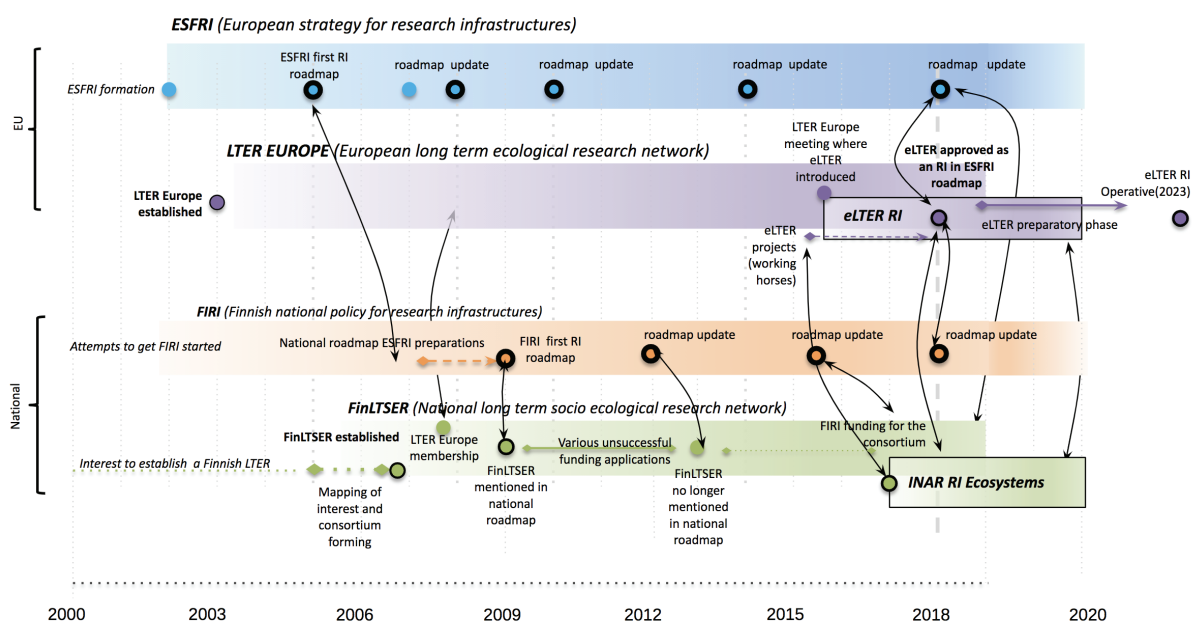 ESFRI (European strategy for research infrastructures)
ESFRI formation
ESFRI first RI
roadmap
roadmap update
roadmap update
roadmap update
roadmap update
EU
LTER EUROPE (European long term ecological research network)
LTER Europe
established
LTER Europe
meeting where
eLTER
introduced
eLTER approved as
an RI in ESFRI
roadmap
eLTER RI
Operative(2023)
eLTER RI
eLTER preparatory phase
eLTER
projects
(working
horses)
FIRI (Finnish national policy for research infrastructures)
Attempts to get FIRI started
National roadmap ESFRI preparations
FIRI first RI
roadmap
roadmap update
roadmap update
roadmap update
National
FinLTSER (National long term socio ecological research network)
FinLTSER established
LTER Europe
membership
Interest to establish a Finnish LTER
Mapping of
interest and
consortium
forming
FinLTSER
mentioned in
national
roadmap
Various unsuccessful
funding applications
FinLTSER
no longer
mentioned
in national
roadmap
FIRI funding for the
consortium
INAR RI Ecosystems
2000
2003
2006
2009
2012
2015
2018
2020